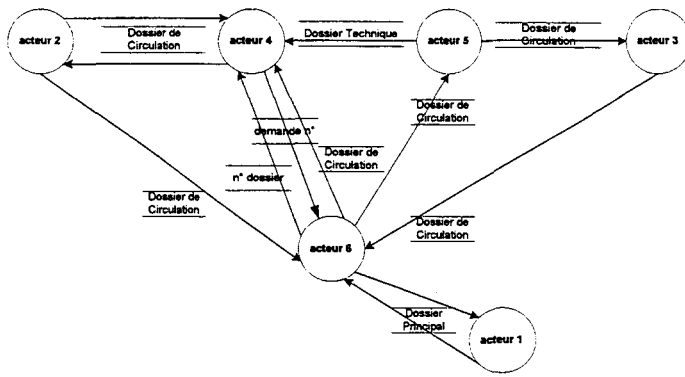 acteur 2
Dossier de
Circulation
acteur 4
Dossier Technique
acteur 5
Dossier de
Circulation
acteur 3
demande n°
Dossier de
Circulation
n° dossier
Dossier de
Circulation
Dossier de
Circulation
Dossier de
Circulation
acteur 6
Dossier
Principal
acteur 1